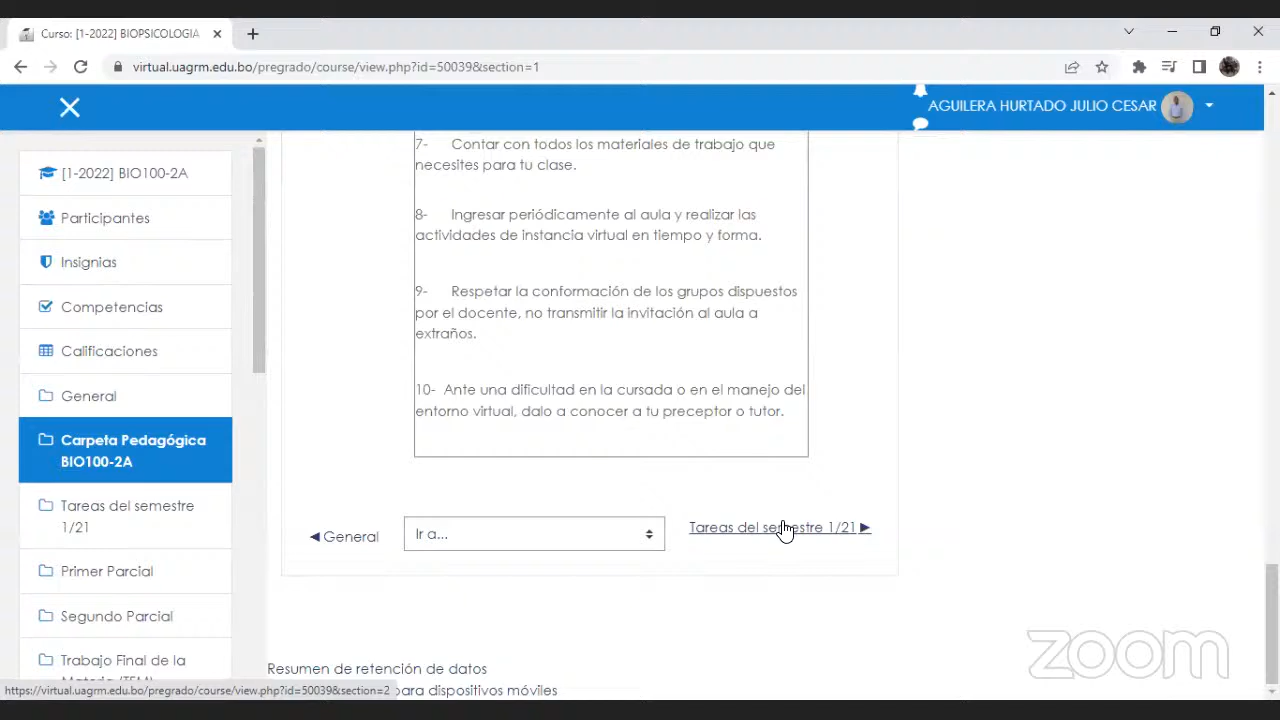 Curso: [1-2022] BIOPSICOLOGIA
virtual.uagrm.edu.bo/pregrado/course/view.php?id=50039&section=1
AGUILERA HURTADO JULIO CESAR
[1-2022] BIO100-2A
Participantes
Insignias
Competencias
Calificaciones
General
Carpeta Pedagógica
BIO100-2A
Tareas del semestre
1/21
Primer Parcial
Segundo Parcial
Trabajo Final de la
7- Contar con todos los materiales de trabajo que
necesites para tu clase.
8- Ingresar periódicamente al aula y realizar las
actividades de instancia virtual en tiempo y forma.
9- Respetar la conformación de los grupos dispuestos
por el docente, no transmitir la invitación al aula a
extraños.
10- Ante una dificultad en la cursada o en el manejo del
entorno virtual, dalo a conocer a tu preceptor o tutor.
◀ General
Ir a...
Tareas del semestre 1/21 ▶
Resumen de retención de datos
para dispositivos móviles
https://virtual.uagrm.edu.bo/pregrado/course/view.php?id=50039&section=2
zoom